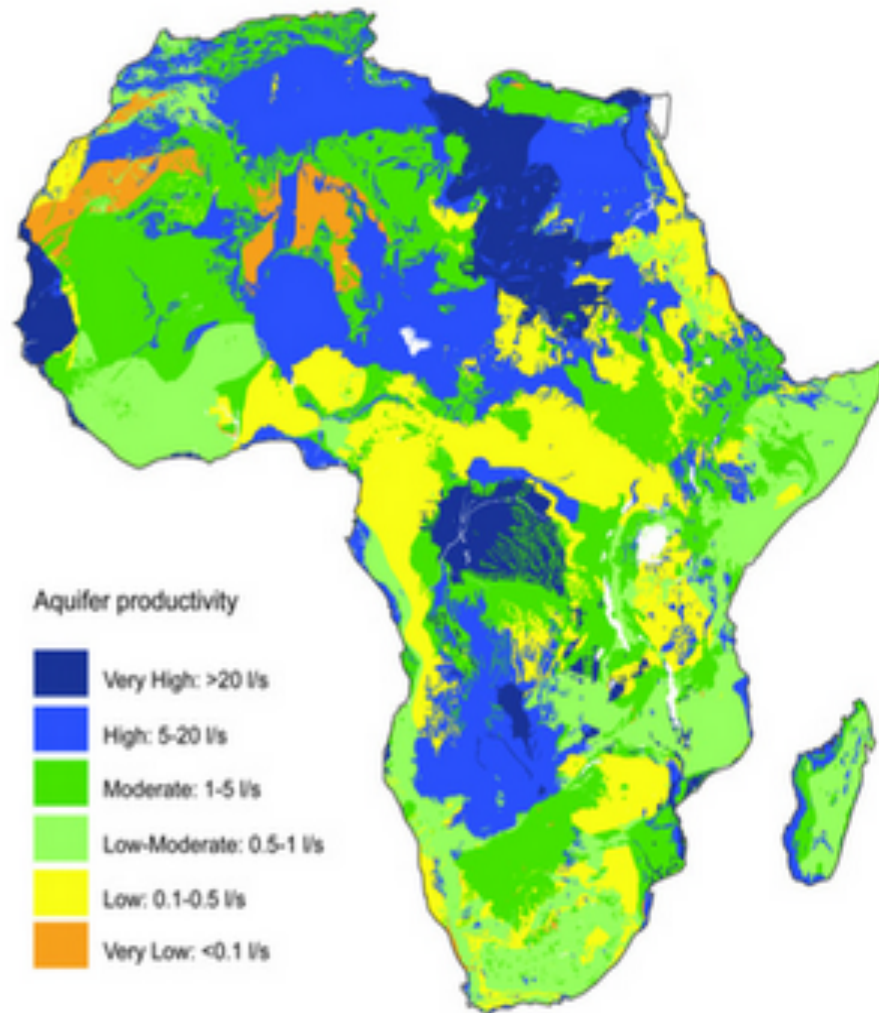 Aquifer productivity
Very High: >20 l/s
High: 5-20 l/s
Moderate: 1-5 l/s
Low-Moderate: 0.5-1 l/s
Low: 0.1-0.5 l/s
Very Low: <0.1 l/s